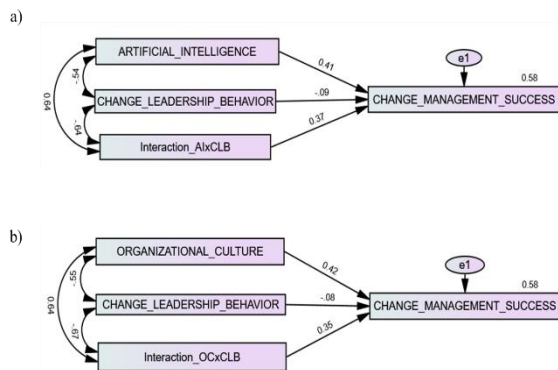 a)
ARTIFICIAL_INTELLIGENCE
CHANGE_LEADERSHIP_BEHAVIOR
Interaction_AIxCLB
0.64
-.54
-.64
0.41
-.09
0.37
e1
0.58
CHANGE_MANAGEMENT_SUCCESS
b)
ORGANIZATIONAL_CULTURE
CHANGE_LEADERSHIP_BEHAVIOR
Interaction_OCxCLB
0.64
-.55
-.67
0.42
-.08
0.35
e1
0.58
CHANGE_MANAGEMENT_SUCCESS